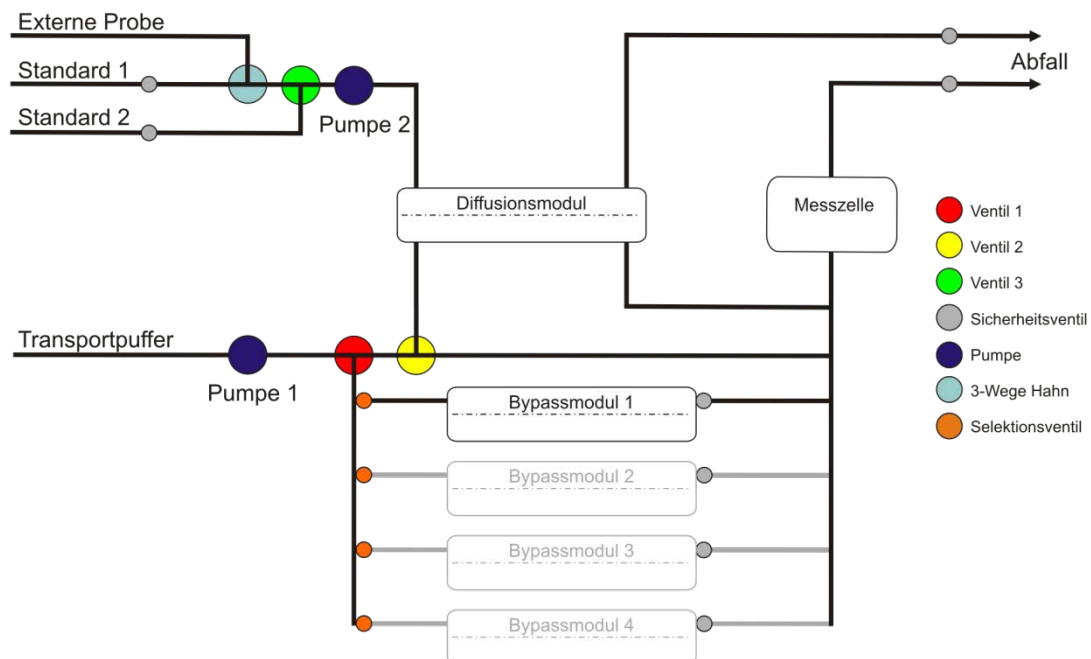 Externe Probe
Standard 1
Standard 2
Pumpe 2
Abfall
Diffusionsmodul
Messzelle
Ventil 1
Ventil 2
Ventil 3
Sicherheitsventil
Pumpe
3-Wege Hahn
Selektionsventil
Transportpuffer
Pumpe 1
Bypassmodul 1
Bypassmodul 2
Bypassmodul 3
Bypassmodul 4